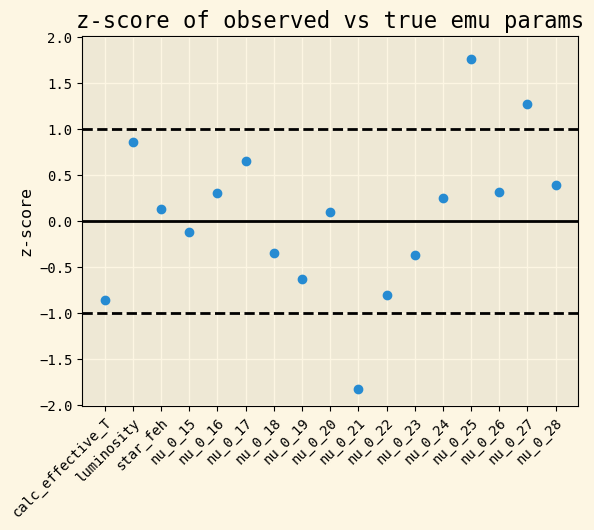 z-score of observed vs true emu params
2.0
1.5
1.0
0.5
0.0
−0.5
−1.0
−1.5
−2.0
z-score
calc_effective_T
luminosity
star_feh
nu_0_15
nu_0_16
nu_0_17
nu_0_18
nu_0_19
nu_0_20
nu_0_21
nu_0_22
nu_0_23
nu_0_24
nu_0_25
nu_0_26
nu_0_27
nu_0_28